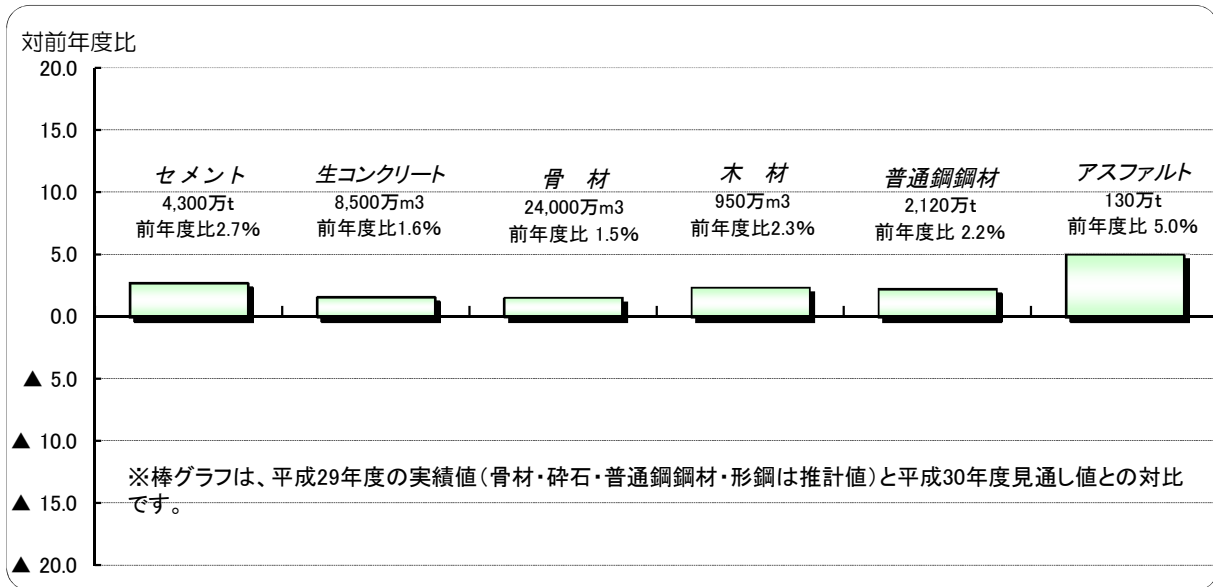 対前年度比
20.0
15.0
10.0
5.0
0.0
▲ 5.0
▲ 10.0
▲ 15.0
▲ 20.0
セメント
4,300万t
前年度比2.7%
生コンクリート
8,500万m3
前年度比1.6%
骨 材
24,000万m3
前年度比 1.5%
木 材
950万m3
前年度比2.3%
普通鋼鋼材
2,120万t
前年度比 2.2%
アスファルト
130万t
前年度比 5.0%
※棒グラフは、平成29年度の実績値(骨材・砕石・普通鋼鋼材・形鋼は推計値)と平成30年度見通し値との対比
です。